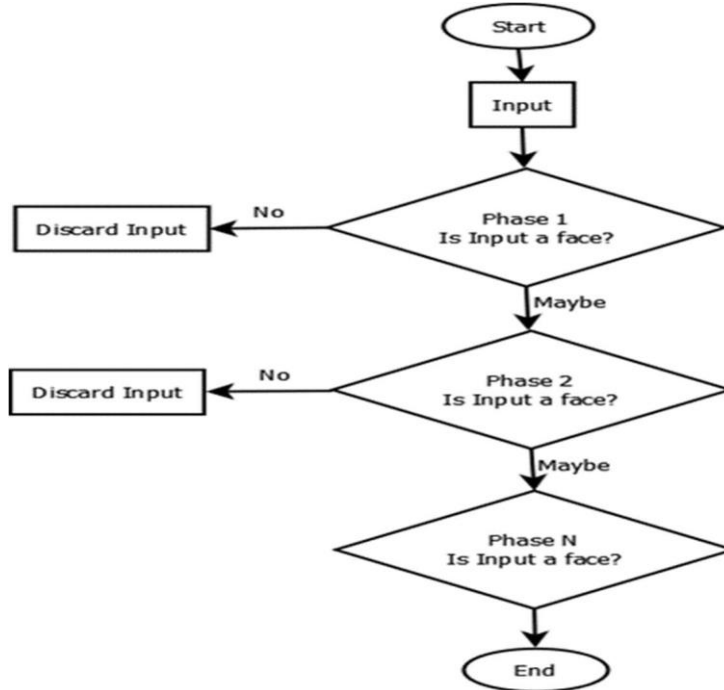 Start
Input
Phase 1
Is Input a face?
No
Discard Input
Maybe
Phase 2
Is Input a face?
No
Discard Input
Maybe
Phase N
Is Input a face?
End